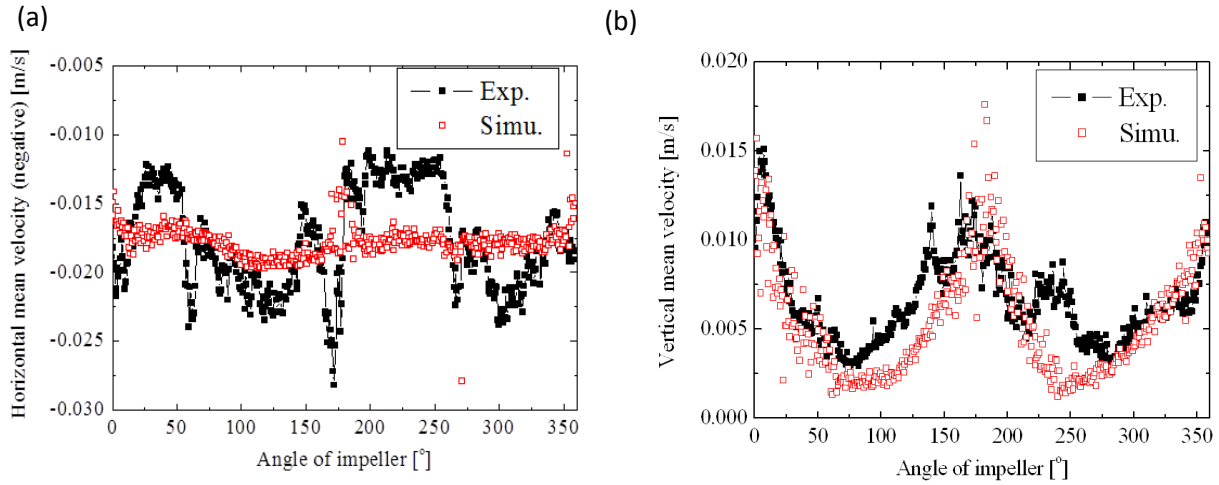 (a)
Horizontal mean velocity (negative) [m/s]
-0.005
-0.010
-0.015
-0.020
-0.025
-0.030
Exp.
Simu.
0 50 100 150 200 250 300 350
Angle of impeller [°]
(b)
Vertical mean velocity [m/s]
0.020
0.015
0.010
0.005
0.000
Exp.
Simu.
0 50 100 150 200 250 300 350
Angle of impeller [°]